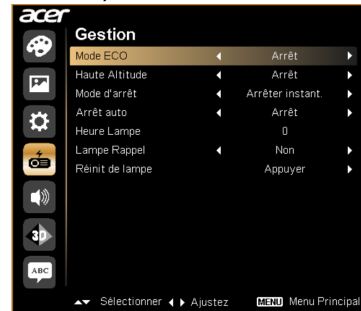 acer
Gestion
Mode ECO Arrêt
Haute Altitude Arrêt
Mode d'arrêt Arrêter instant.
Arrêt auto Arrêt
Heure Lampe 0
Lampe Rappel Non
Réinit de lampe Appuyer
3D
ABC
Sélectionner Ajustez MENU Menu Principal